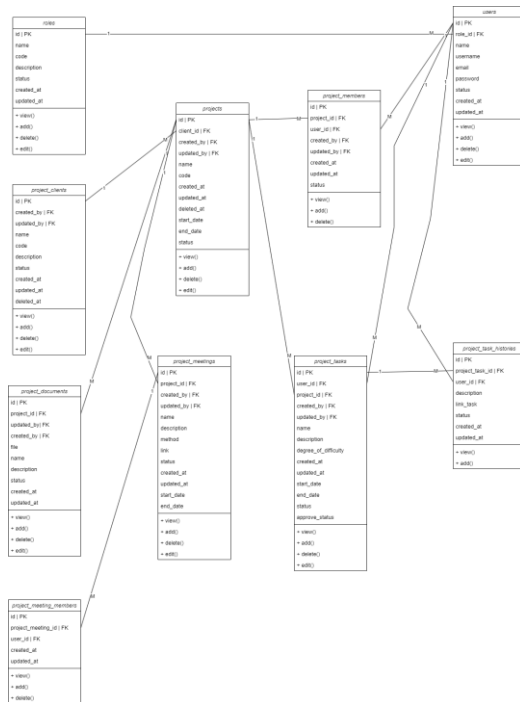 roles
id | PK
name
code
description
status
created_at
updated_at
+ view()
+ add()
+ delete()
+ edit()
users
id | PK
role_id | FK
name
username
email
password
status
created_at
updated_at
+ view()
+ add()
+ delete()
+ edit()
projects
id | PK
client_id | FK
created_by | FK
updated_by | FK
name
code
created_at
updated_at
deleted_at
start_date
end_date
status
+ view()
+ add()
+ delete()
+ edit()
project_members
id | PK
project_id | FK
user_id | FK
created_by | FK
updated_by | FK
created_at
updated_at
status
+ view()
+ add()
+ delete()
project_clients
id | PK
created_by | FK
updated_by | FK
name
code
description
status
created_at
updated_at
deleted_at
+ view()
+ add()
+ delete()
+ edit()
project_documents
id | PK
project_id | FK
updated_by| FK
created_by | FK
file
name
description
status
created_at
updated_at
+ view()
+ add()
+ delete()
+ edit()
project_meetings
id | PK
project_id | FK
created_by | FK
updated_by | FK
name
description
method
link
status
created_at
updated_at
start_date
end_date
+ view()
+ add()
+ delete()
+ edit()
project_tasks
id | PK
user_id | FK
project_id | FK
created_by | FK
updated_by | FK
name
description
degree_of_difficulty
created_at
updated_at
start_date
end_date
status
approve_status
+ view()
+ add()
+ delete()
+ edit()
project_task_histories
id | PK
project_task_id | FK
user_id | FK
description
link_task
status
created_at
updated_at
+ view()
+ add()
project_meeting_members
id | PK
project_meeting_id | FK
user_id | FK
created_at
updated_at
+ view()
+ add()
+ delete()
1
M
1
M
1
M
1
M
1
M
1
M
1
M
1
M
1
M